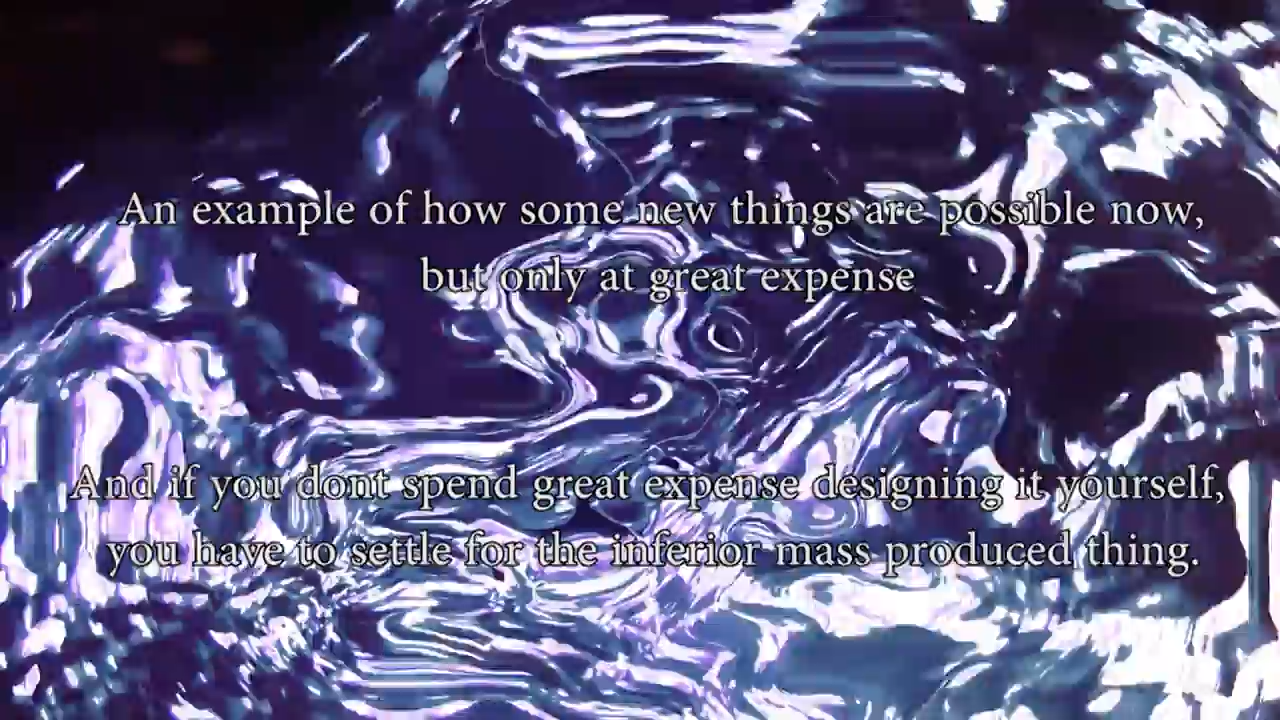 An example of how some new things are possible now,
but only at great expense
And if you dont spend great expense designing it yourself,
you have to settle for the inferior mass produced thing.